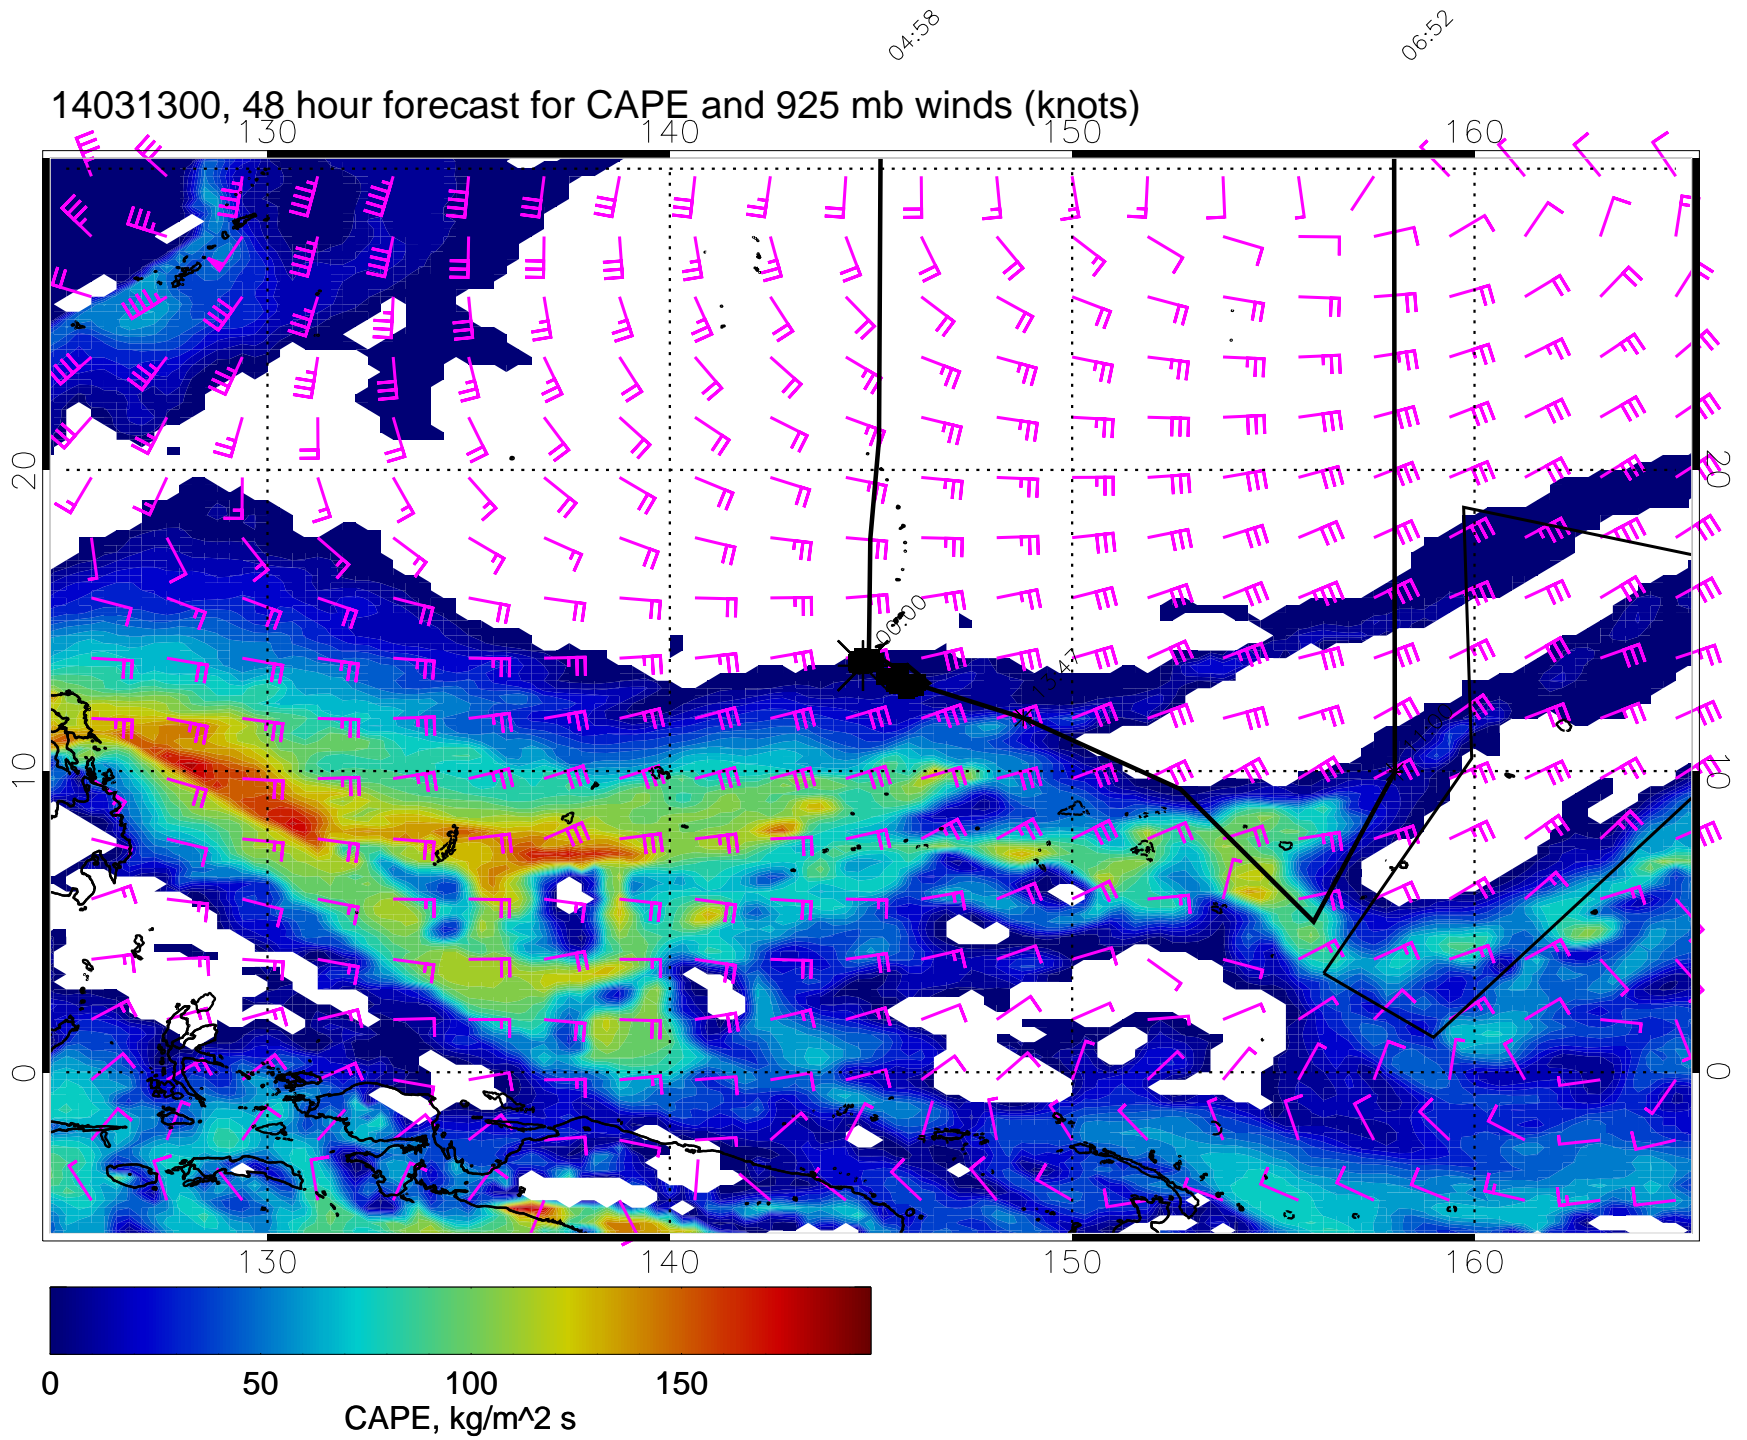 04:58 06:52
14031300, 48 hour forecast for CAPE and 925 mb winds (knots)
130 140 150 160
20 20
00:00
10 10
0 0
130 140 150 160
0 50 100 150
CAPE, kg/m^2 s